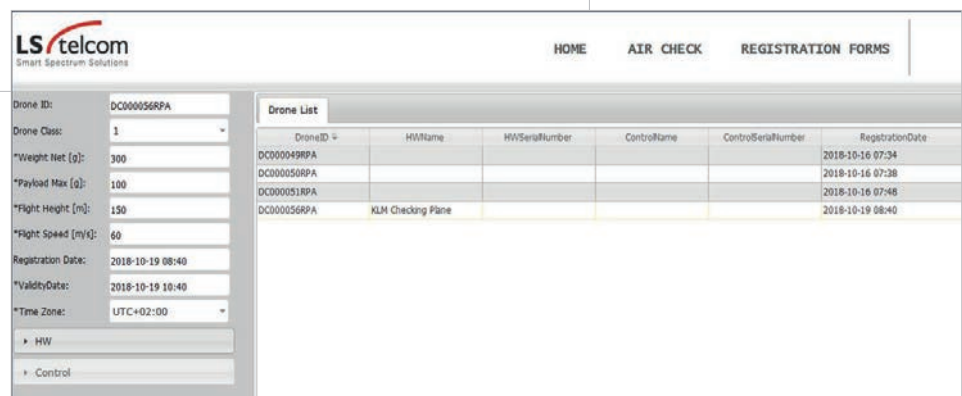 LS telcom
Smart Spectrum Solutions
HOME AIR CHECK REGISTRATION FORMS
Drone ID: DC000056RPA
Drone Class: 1
*Weight Net [g]: 300
*Payload Max [g]: 100
*Flight Height [m]: 150
*Flight Speed [m/s]: 60
Registration Date: 2018-10-19 08:40
*ValidityDate: 2018-10-19 10:40
*Time Zone: UTC+02:00
HW
Control
Drone List
DroneID HWName HWSerialNumber ControlName ControlSerialNumber RegistrationDate
DC000049RPA 2018-10-16 07:34
DC000050RPA 2018-10-16 07:38
DC000051RPA 2018-10-16 07:48
DC000056RPA KLM Checking Plane 2018-10-19 08:40